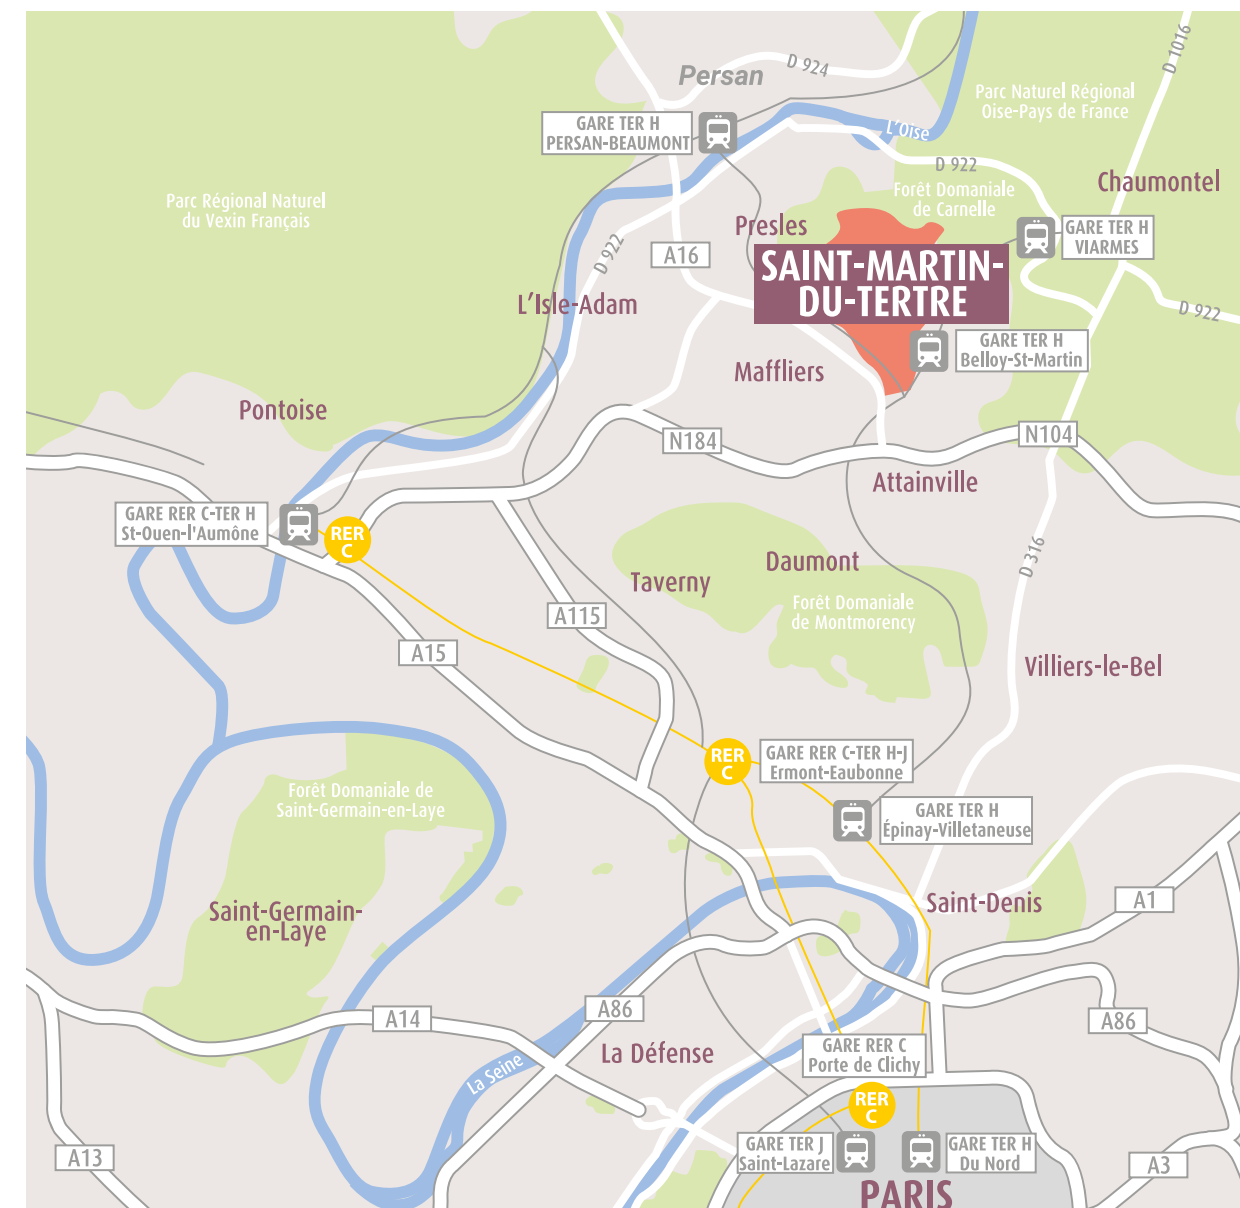 D 1016
Persan
D 924
Parc Naturel Régional
Oise-Pays de France
GARE TER H
PERSAN-BEAUMONT
L'Oise
D 922
Chaumontel
Parc Régional Naturel
du Vexin Français
Forêt Domaniale
de Carnelle
Presles
GARE TER H
VIARMES
D 922
A16
SAINT-MARTIN-
DU-TERTRE
L'Isle-Adam
D 922
GARE TER H
Belloy-St-Martin
Maffliers
Pontoise
N184
N104
Attainville
GARE RER C-TER H
St-Ouen-l'Aumône
RER
C
D 316
Daumont
Taverny
Forêt Domaniale
de Montmorency
A115
A15
Villiers-le-Bel
RER
C
GARE RER C-TER H-J
Ermont-Eaubonne
Forêt Domaniale de
Saint-Germain-en-Laye
GARE TER H
Épinay-Villetaneuse
Saint-Germain-
en-Laye
Saint-Denis
A1
A86
A14
A86
La Défense
GARE RER C
Porte de Clichy
La Seine
RER
C
A13
GARE TER J
Saint-Lazare
GARE TER H
Du Nord
A3
PARIS